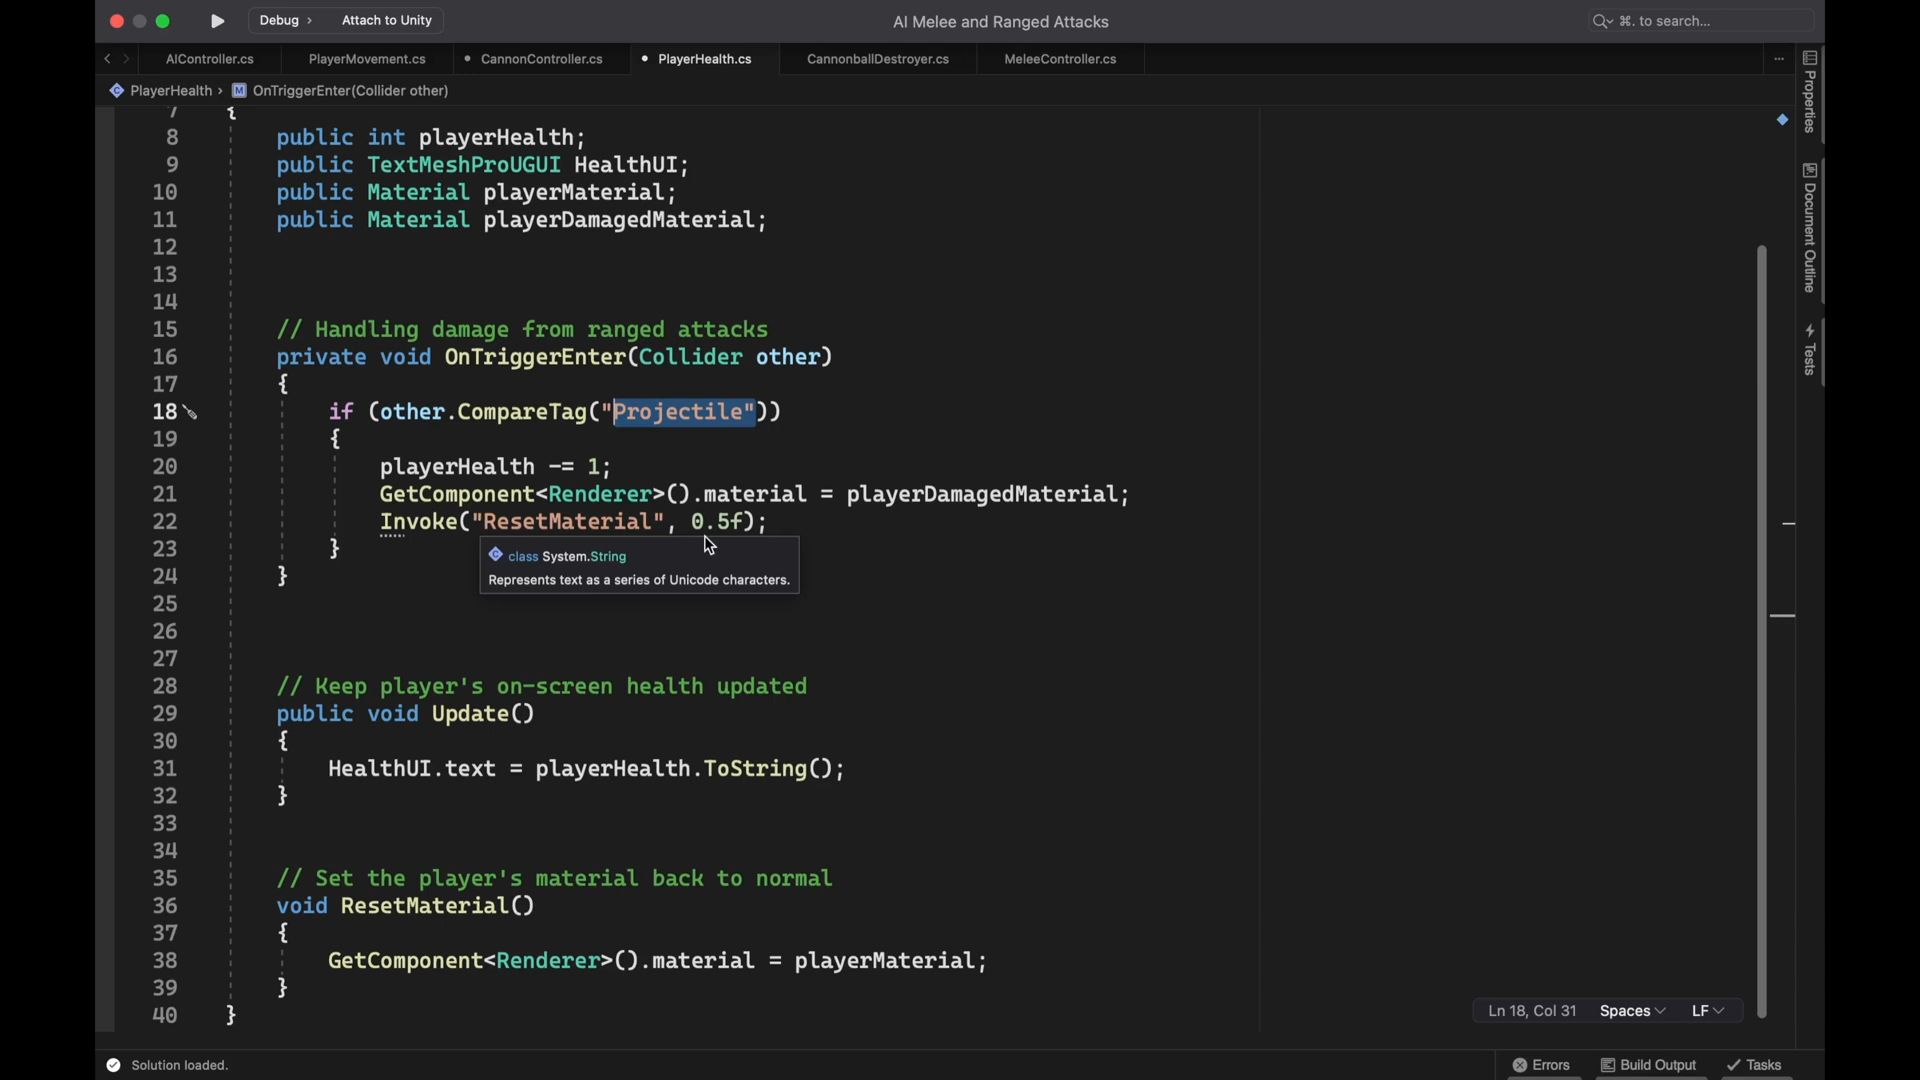 Debug › Attach to Unity
AI Melee and Ranged Attacks
⌘. to search...
AIController.cs
PlayerMovement.cs
CannonController.cs
PlayerHealth.cs
CannonballDestroyer.cs
MeleeController.cs
PlayerHealth › M OnTriggerEnter(Collider other)
7 {
8 public int playerHealth;
9 public TextMeshProUGUI HealthUI;
10 public Material playerMaterial;
11 public Material playerDamagedMaterial;
12
13
14
15 // Handling damage from ranged attacks
16 private void OnTriggerEnter(Collider other)
17 {
18 if (other.CompareTag("Projectile"))
19 {
20 playerHealth -= 1;
21 GetComponent<Renderer>().material = playerDamagedMaterial;
22 Invoke("ResetMaterial", 0.5f);
23 }
class System.String
Represents text as a series of Unicode characters.
24 }
25
26
27
28 // Keep player's on-screen health updated
29 public void Update()
30 {
31 HealthUI.text = playerHealth.ToString();
32 }
33
34
35 // Set the player's material back to normal
36 void ResetMaterial()
37 {
38 GetComponent<Renderer>().material = playerMaterial;
39 }
40 }
Ln 18, Col 31 Spaces LF
Solution loaded.
Errors
Build Output
Tasks
Properties
Document Outline
Tests